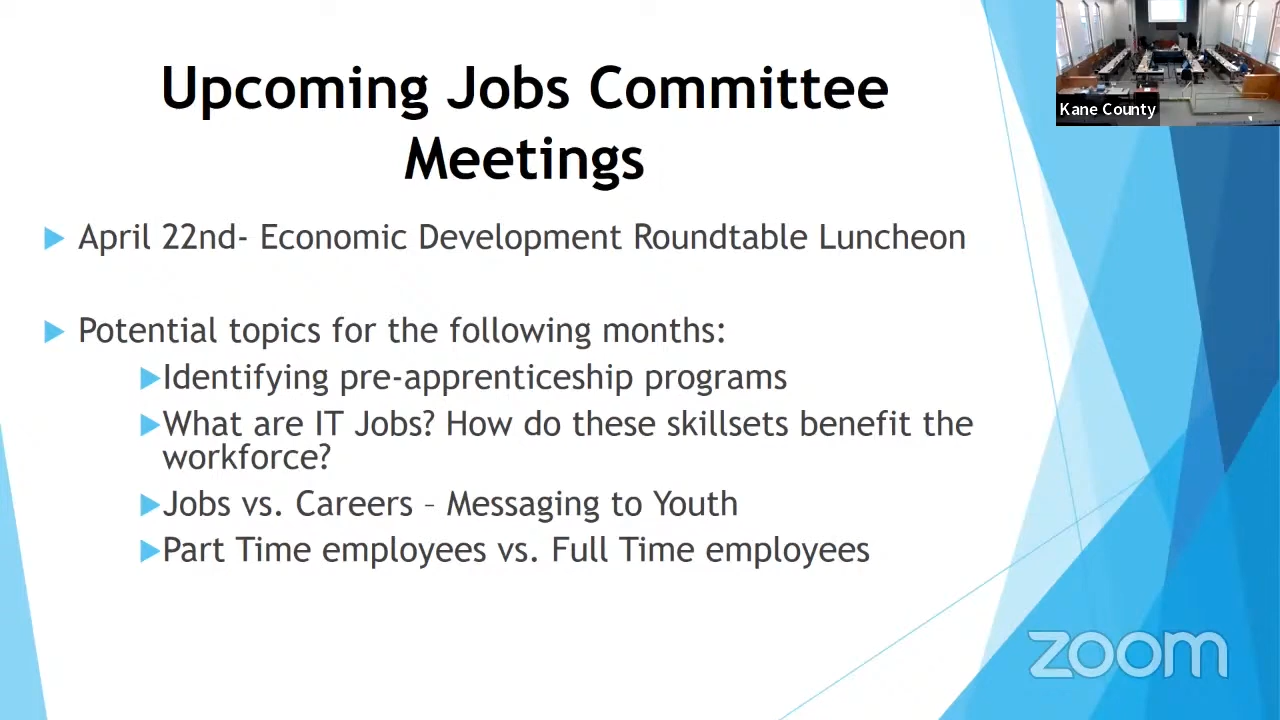 Upcoming Jobs Committee
Meetings
April 22nd- Economic Development Roundtable Luncheon
Potential topics for the following months:
Identifying pre-apprenticeship programs
What are IT Jobs? How do these skillsets benefit the
workforce?
Jobs vs. Careers – Messaging to Youth
Part Time employees vs. Full Time employees
Kane County
zoom